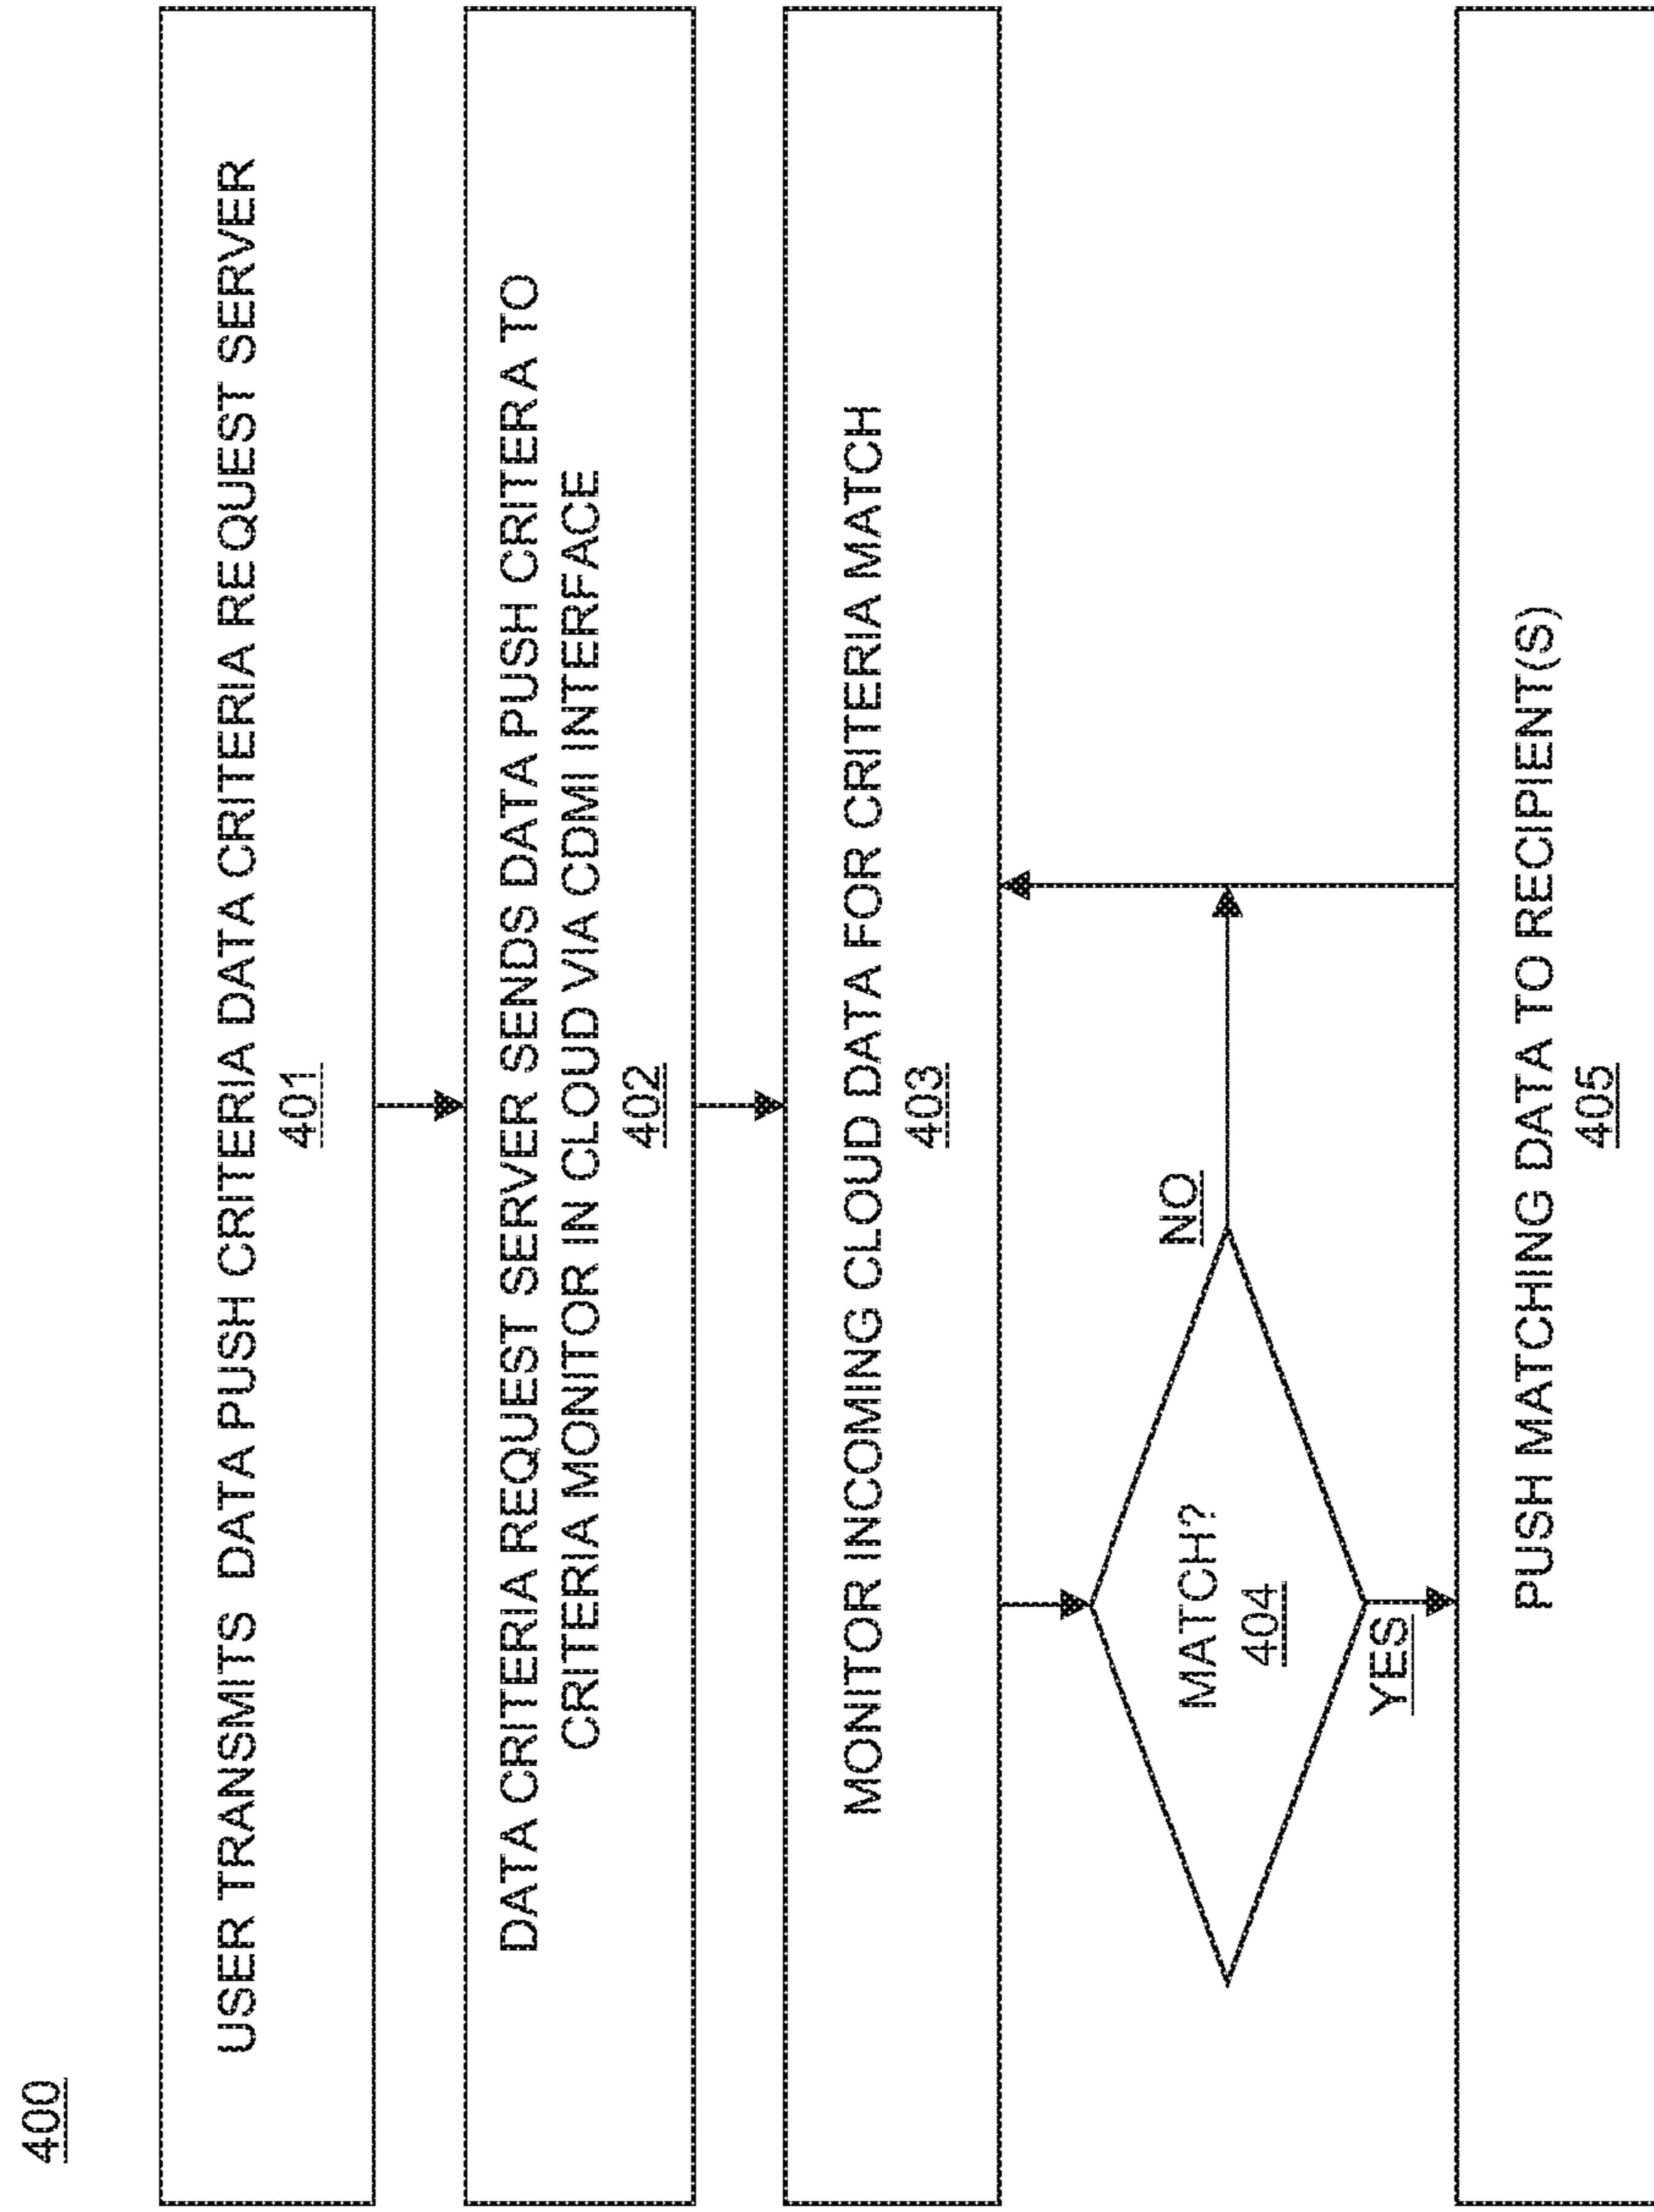 400
USER TRANSMITS DATA PUSH CRITERIA DATA CRITERIA REQUEST SERVER
401
DATA CRITERIA REQUEST SERVER SENDS DATA PUSH CRITERA TO
CRITERIA MONITOR IN CLOUD VIA CDMI INTERFACE
402
MONITOR INCOMING CLOUD DATA FOR CRITERIA MATCH
403
MATCH?
404
NO
YES
PUSH MATCHING DATA TO RECIPIENT(S)
405